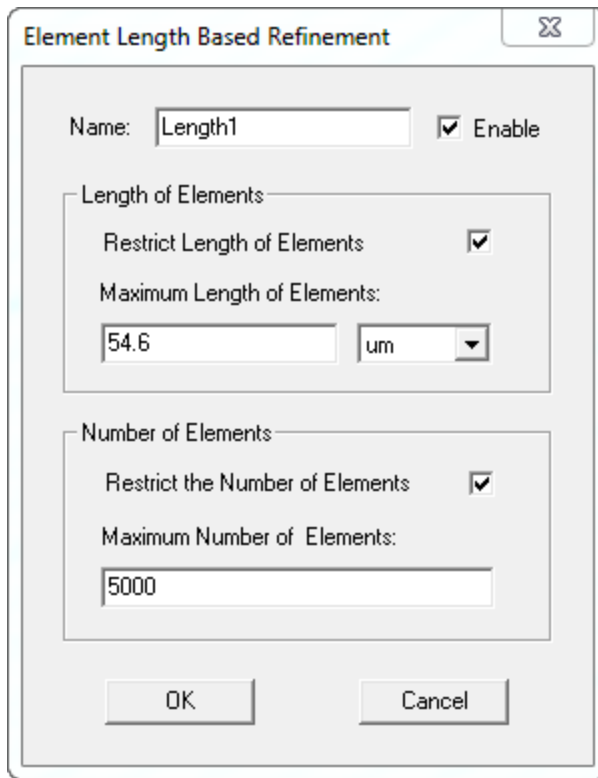 Element Length Based Refinement
Name: Length1 Enable
Length of Elements
Restrict Length of Elements
Maximum Length of Elements:
54.6 um
Number of Elements
Restrict the Number of Elements
Maximum Number of Elements:
5000
OK Cancel